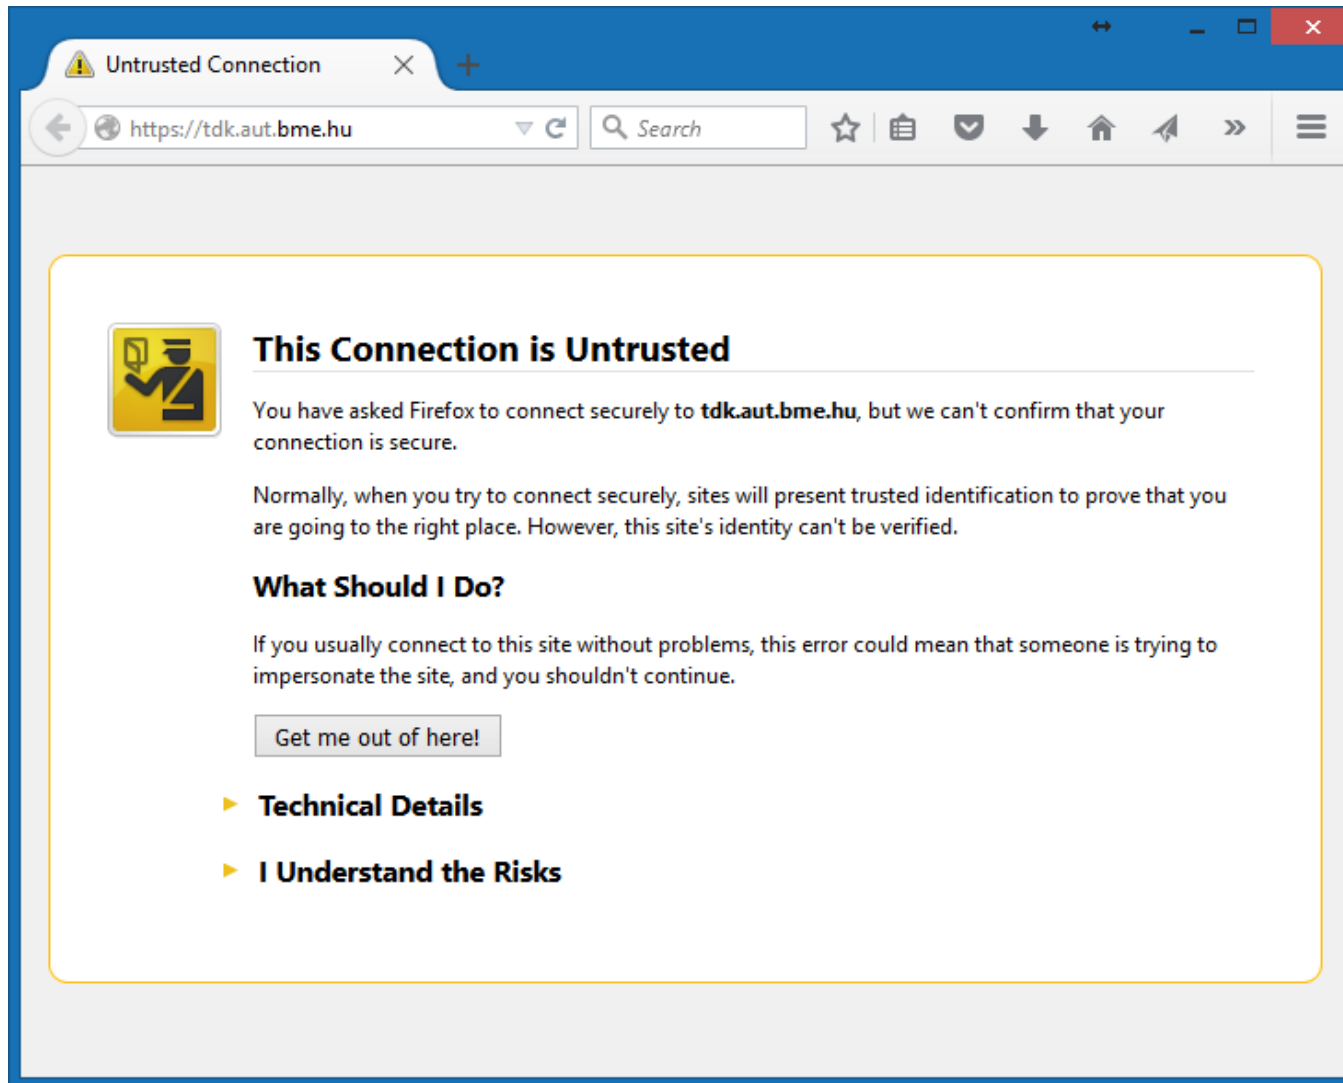 Untrusted Connection
https://tdk.aut.bme.hu
Search
This Connection is Untrusted
You have asked Firefox to connect securely to tdk.aut.bme.hu, but we can't confirm that your
connection is secure.
Normally, when you try to connect securely, sites will present trusted identification to prove that you
are going to the right place. However, this site's identity can't be verified.
What Should I Do?
If you usually connect to this site without problems, this error could mean that someone is trying to
impersonate the site, and you shouldn't continue.
Get me out of here!
Technical Details
I Understand the Risks